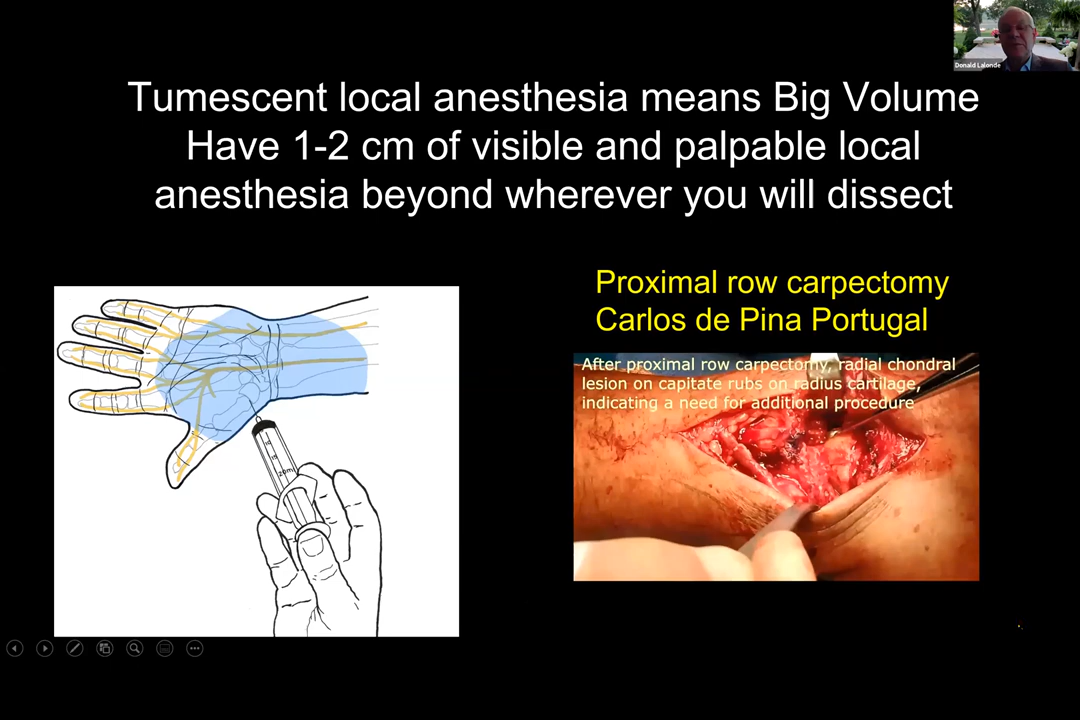 Donald Lalonde
Tumescent local anesthesia means Big Volume
Have 1-2 cm of visible and palpable local
anesthesia beyond wherever you will dissect
Proximal row carpectomy
Carlos de Pina Portugal
After proximal row carpectomy, radial chondral
lesion on capitate rubs on radius cartilage,
indicating a need for additional procedure